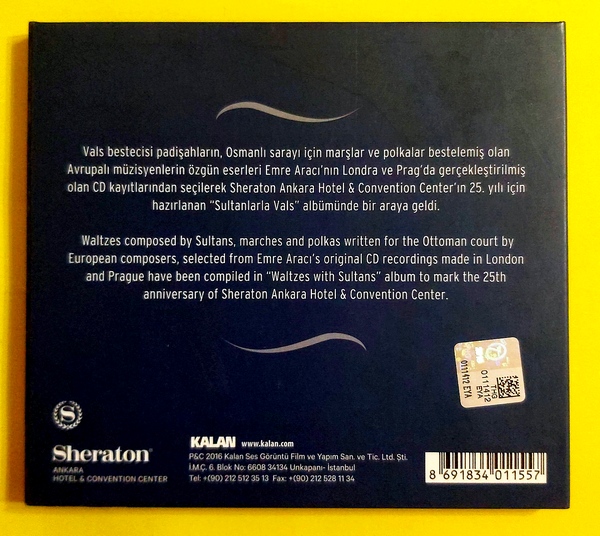 Vals bestecisi padişahların, Osmanlı sarayı için marşlar ve polkalar bestelemiş olan
Avrupalı müzisyenlerin özgün eserleri Emre Aracı'nın Londra ve Prag'da gerçekleştirilmiş
olan CD kayıtlarından seçilerek Sheraton Ankara Hotel & Convention Center'ın 25. yılı için
hazırlanan "Sultanlarla Vals" albümünde bir araya geldi.
Waltzes composed by Sultans, marches and polkas written for the Ottoman court by
European composers, selected from Emre Aracı's original CD recordings made in London
and Prague have been compiled in "Waltzes with Sultans" album to mark the 25th
anniversary of Sheraton Ankara Hotel & Convention Center.
0111412 EYA
0111412
THG
EYA
S
Sheraton®
ANKARA
HOTEL & CONVENTION CENTER
KALAN www.kalan.com
P&C 2016 Kalan Ses Görüntü Film ve Yapım San. ve Tic. Ltd. Şti.
İ.M.Ç. 6. Blok No: 6608 34134 Unkapanı- İstanbul
Tel: +(90) 212 512 35 13 Fax: +(90) 212 528 11 34
8 691834 011557